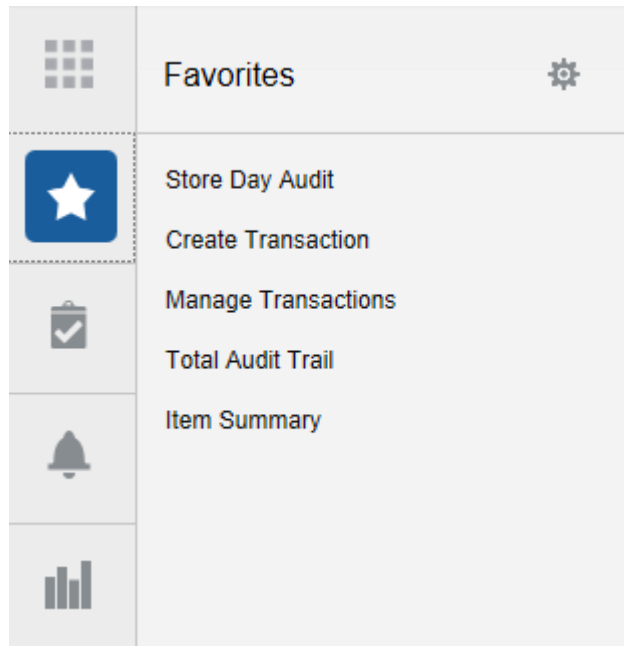 Favorites
Store Day Audit
Create Transaction
Manage Transactions
Total Audit Trail
Item Summary